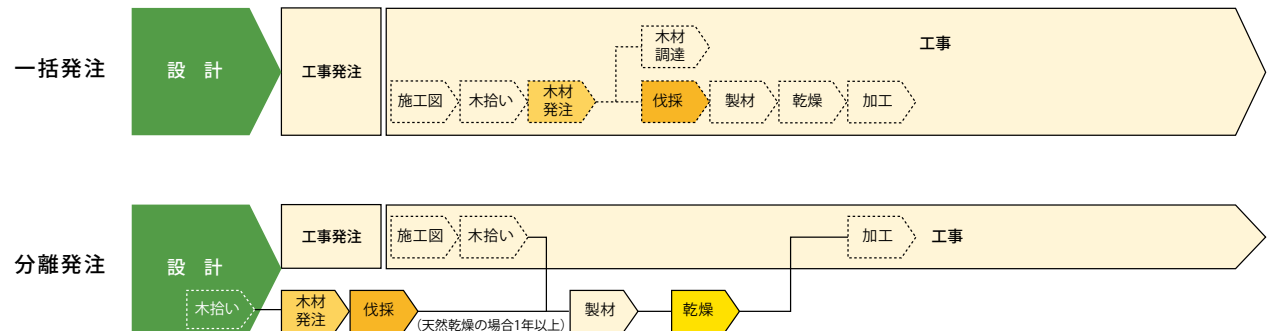 一括発注
設 計
工事発注
施工図
木拾い
木材
発注
木材
調達
伐採
製材
乾燥
加工
工事
分離発注
設 計
木拾い
工事発注
施工図
木拾い
加工
工事
木材
発注
伐採
(天然乾燥の場合1年以上)
製材
乾燥